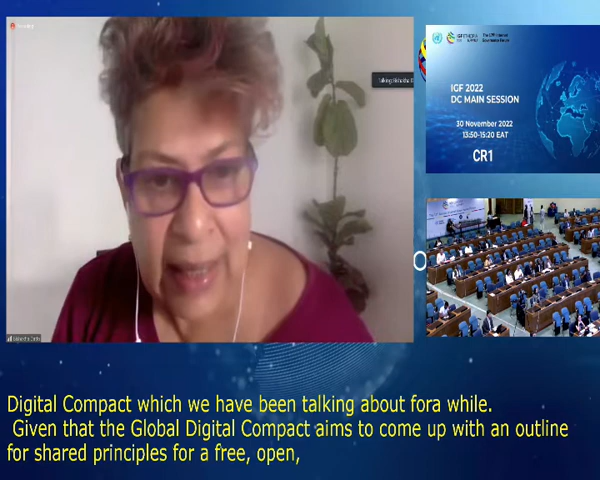 IGF 2022
DC MAIN SESSION
30 November 2022
13:50-15:20 EAT
CR1
Digital Compact which we have been talking about fora while.
Given that the Global Digital Compact aims to come up with an outline
for shared principles for a free, open,